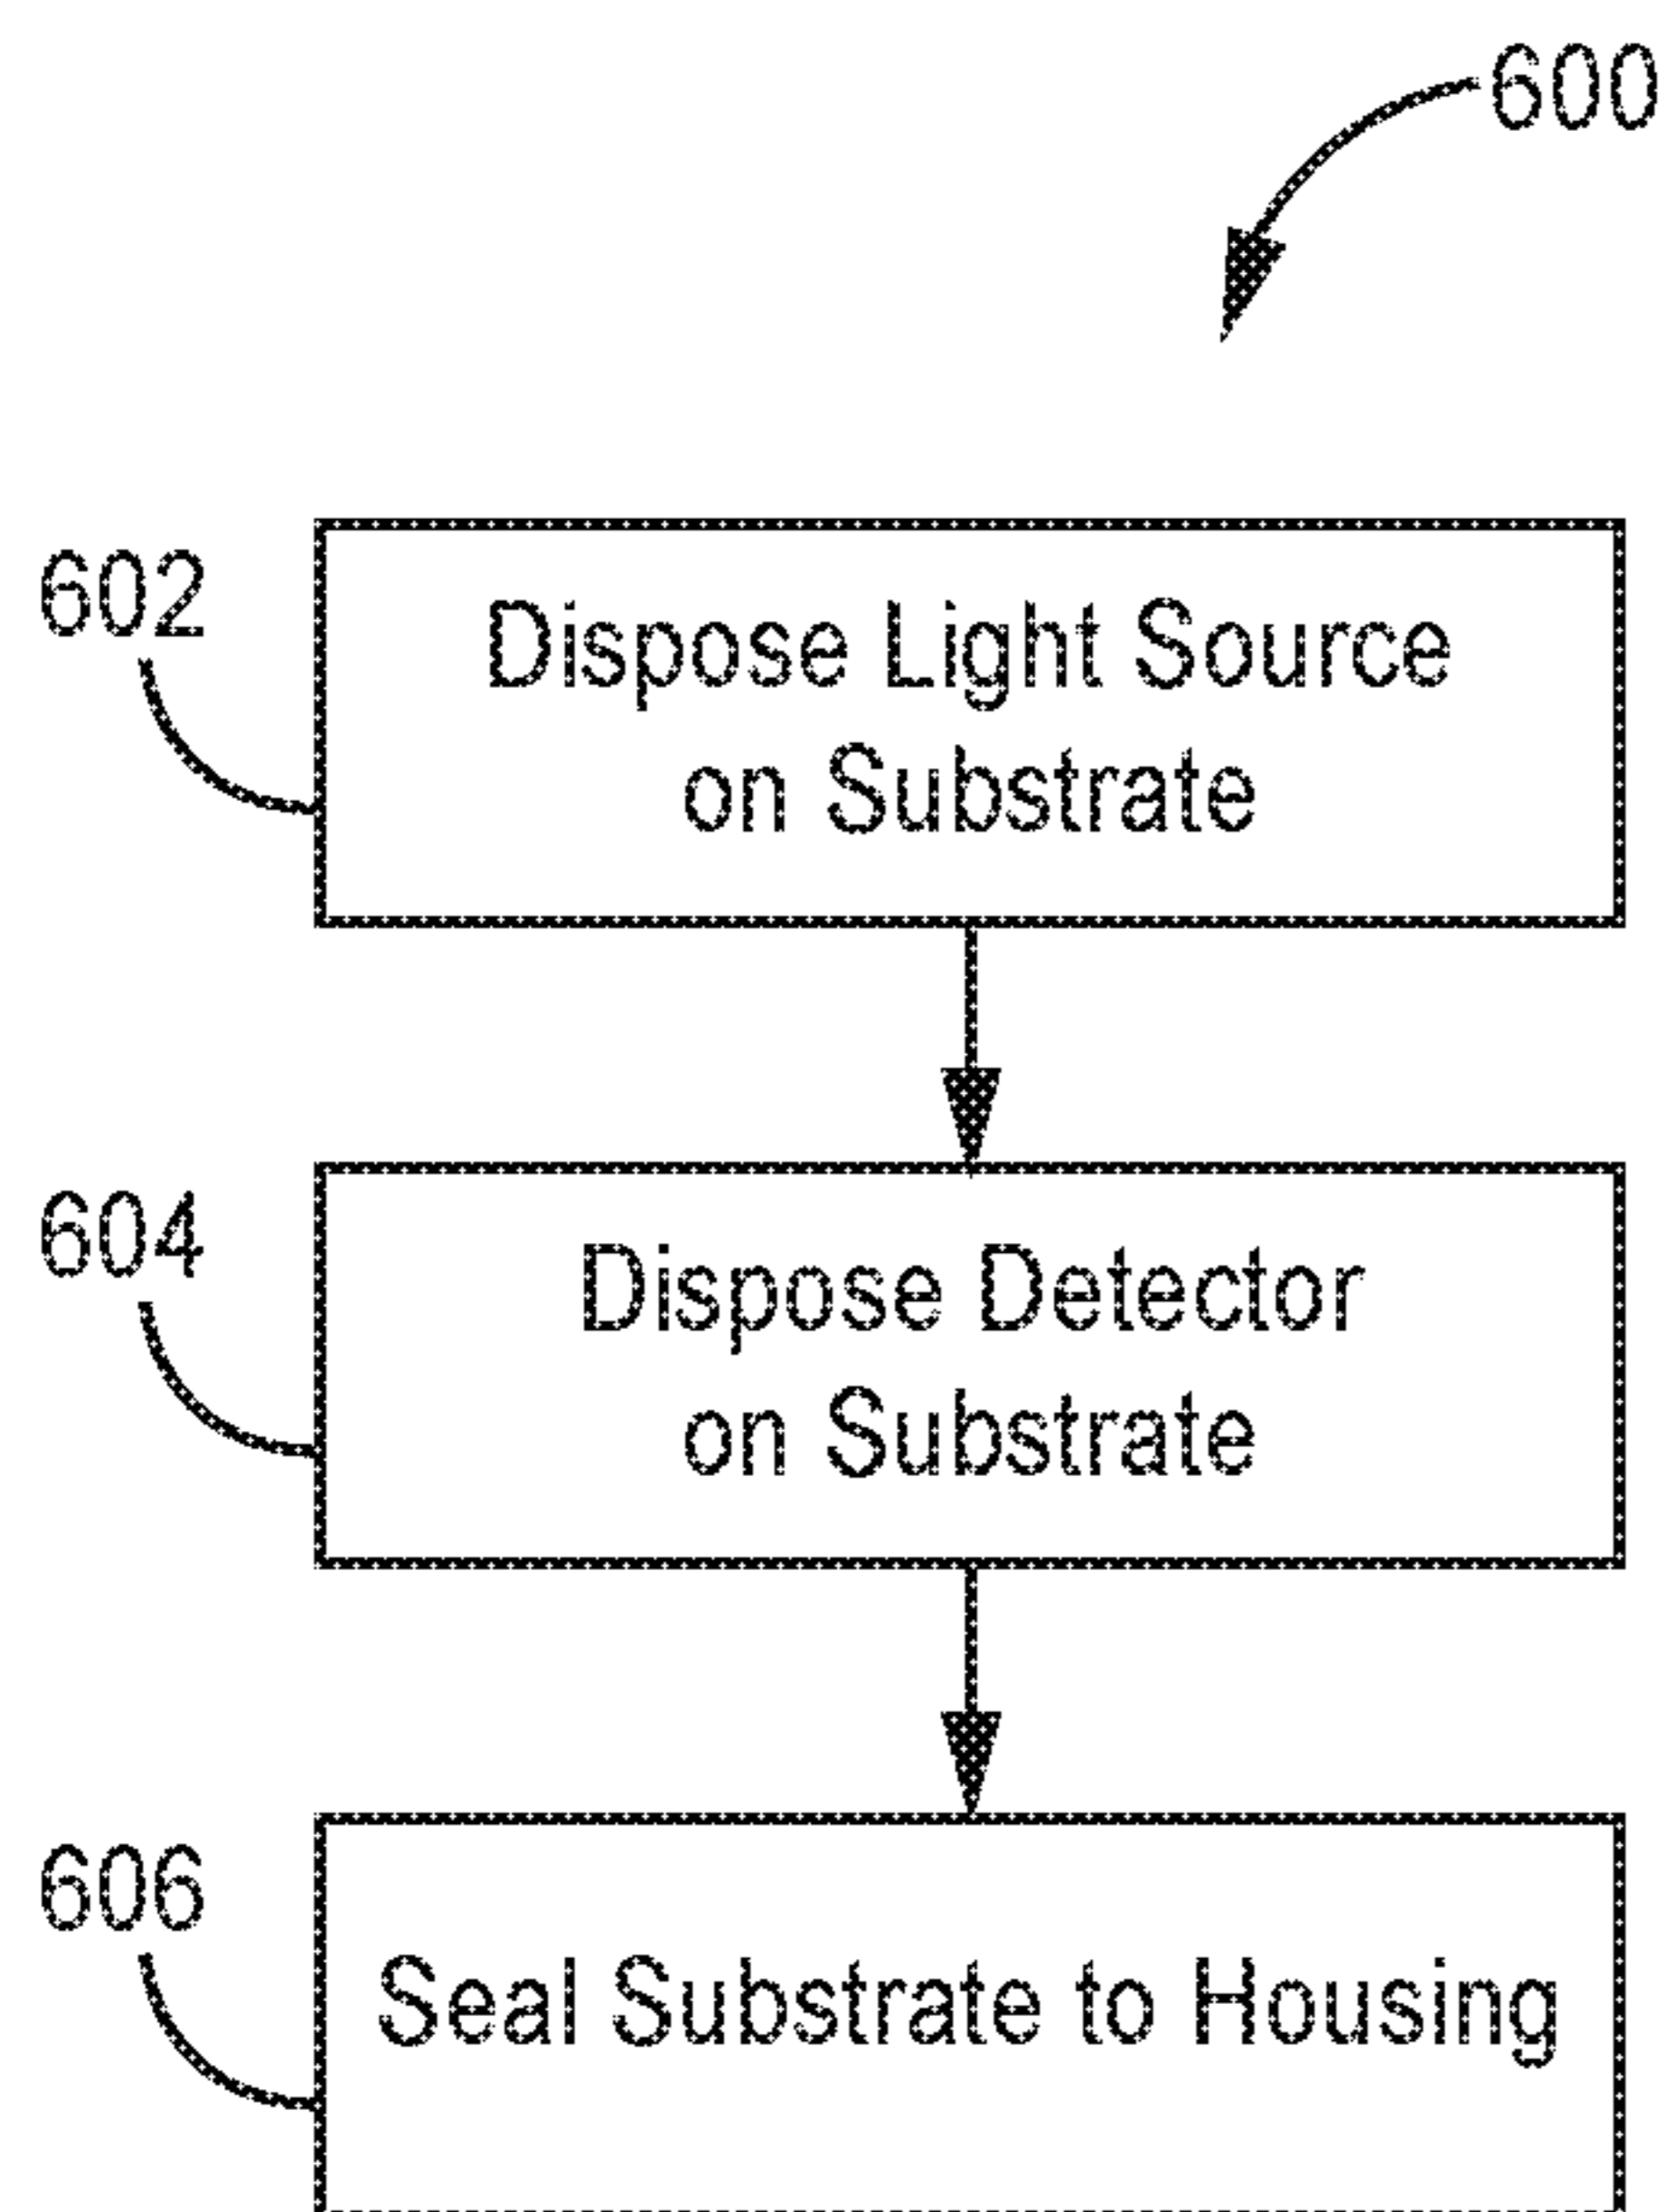 600
602
Dispose Light Source
on Substrate
604
Dispose Detector
on Substrate
606
Seal Substrate to Housing